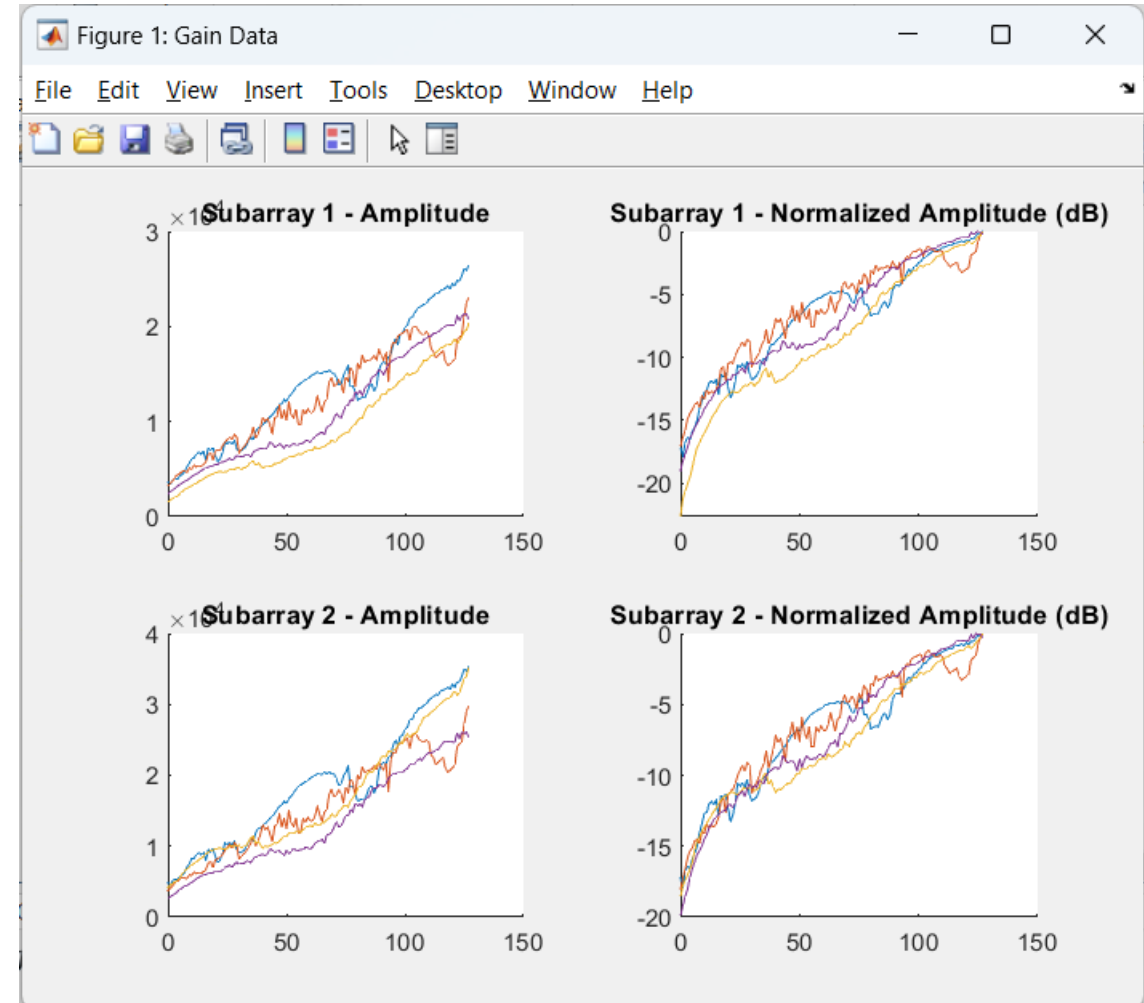 Figure 1: Gain Data
File Edit View Insert Tools Desktop Window Help
Subarray 1 - Amplitude
3
2
1
0
0 50 100 150
Subarray 1 - Normalized Amplitude (dB)
0
-5
-10
-15
-20
0 50 100 150
Subarray 2 - Amplitude
4
3
2
1
0
0 50 100 150
Subarray 2 - Normalized Amplitude (dB)
0
-5
-10
-15
-20
0 50 100 150